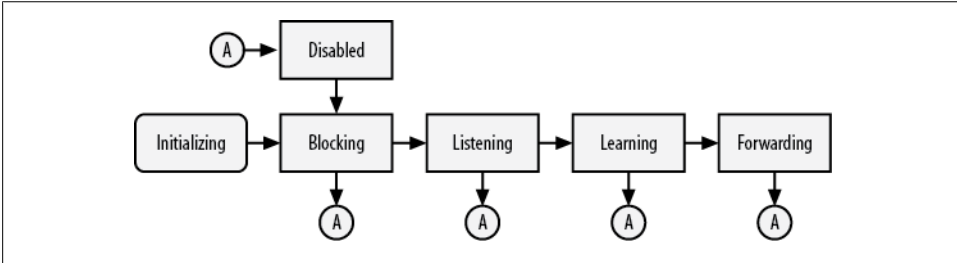 A
Disabled
Initializing
Blocking
Listening
Learning
Forwarding
A
A
A
A